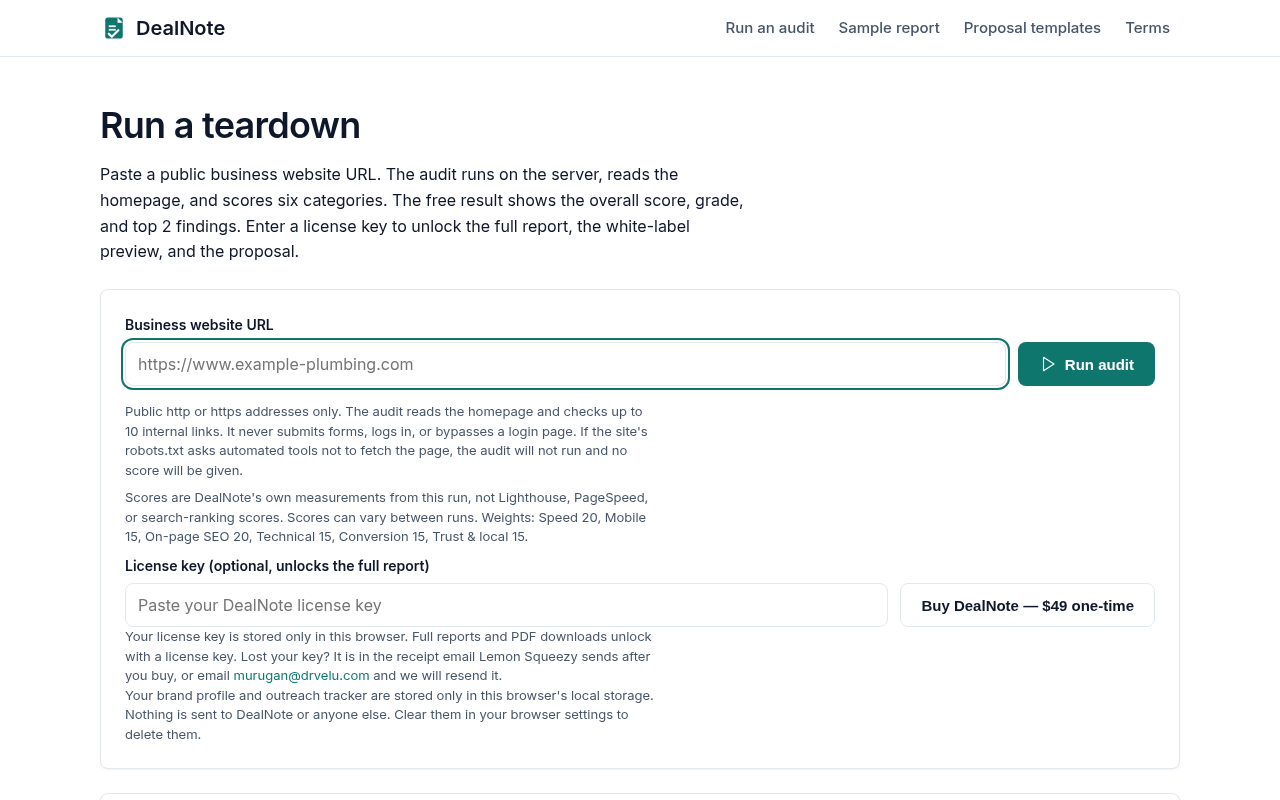 DealNote
Run an audit
Sample report
Proposal templates
Terms
Run a teardown
Paste a public business website URL. The audit runs on the server, reads the
homepage, and scores six categories. The free result shows the overall score, grade,
and top 2 findings. Enter a license key to unlock the full report, the white-label
preview, and the proposal.
Business website URL
https://www.example-plumbing.com
Run audit
Public http or https addresses only. The audit reads the homepage and checks up to
10 internal links. It never submits forms, logs in, or bypasses a login page. If the site's
robots.txt asks automated tools not to fetch the page, the audit will not run and no
score will be given.
Scores are DealNote's own measurements from this run, not Lighthouse, PageSpeed,
or search-ranking scores. Scores can vary between runs. Weights: Speed 20, Mobile
15, On-page SEO 20, Technical 15, Conversion 15, Trust & local 15.
License key (optional, unlocks the full report)
Paste your DealNote license key
Buy DealNote — $49 one-time
Your license key is stored only in this browser. Full reports and PDF downloads unlock
with a license key. Lost your key? It is in the receipt email Lemon Squeezy sends after
you buy, or email murugan@drvelu.com and we will resend it.
Your brand profile and outreach tracker are stored only in this browser's local storage.
Nothing is sent to DealNote or anyone else. Clear them in your browser settings to
delete them.